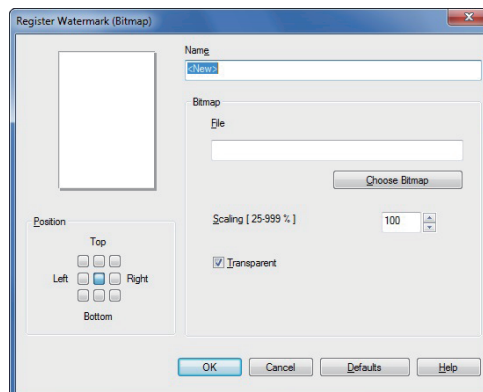 Register Watermark (Bitmap)
Name
<New>
Bitmap
File
Choose Bitmap
Scaling [ 25-999 % ]
100
Transparent
Position
Top
Left Right
Bottom
OK Cancel Defaults Help